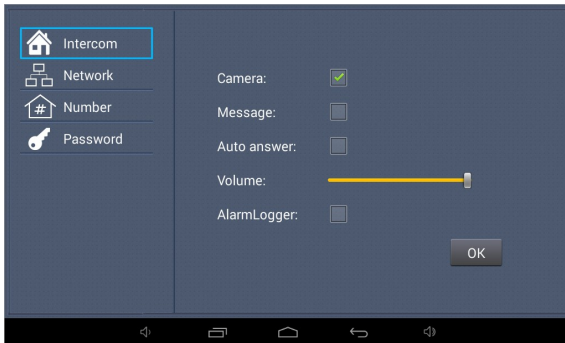 Intercom
Network
# Number
Password
Camera:
Message:
Auto answer:
Volume:
AlarmLogger:
OK